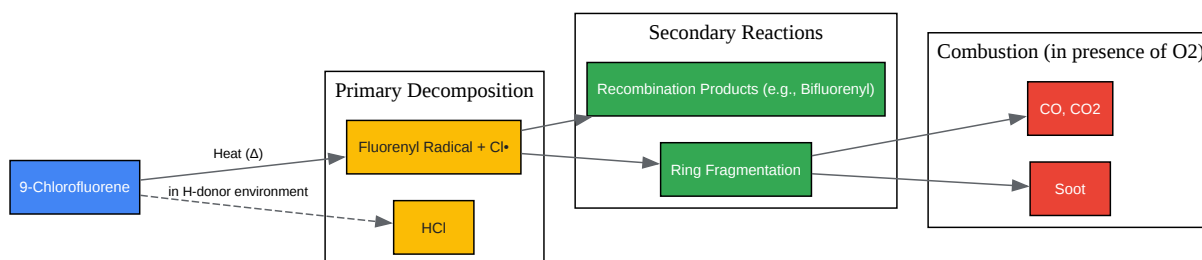 9-Chlorofluorene
Heat (Δ)
in H-donor environment
Primary Decomposition
Fluorenyl Radical + Cl•
HCl
Secondary Reactions
Recombination Products (e.g., Bifluorenyl)
Ring Fragmentation
Combustion (in presence of O2)
CO, CO2
Soot